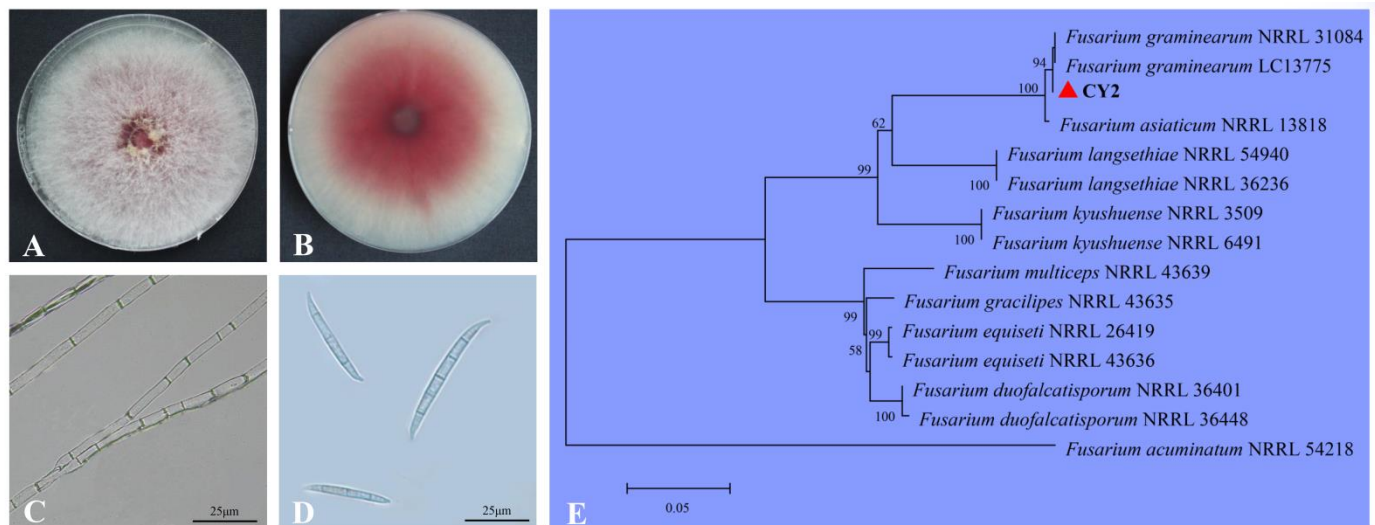 A
B
C
25μm
D
25μm
Fusarium graminearum NRRL 31084
94
Fusarium graminearum LC13775
100
CY2
Fusarium asiaticum NRRL 13818
62
Fusarium langsethiae NRRL 54940
99
100
Fusarium langsethiae NRRL 36236
Fusarium kyushuense NRRL 3509
100
Fusarium kyushuense NRRL 6491
Fusarium multiceps NRRL 43639
Fusarium gracilipes NRRL 43635
99
99
Fusarium equiseti NRRL 26419
58
Fusarium equiseti NRRL 43636
Fusarium duofalcatisporum NRRL 36401
100
Fusarium duofalcatisporum NRRL 36448
Fusarium acuminatum NRRL 54218
0.05
E